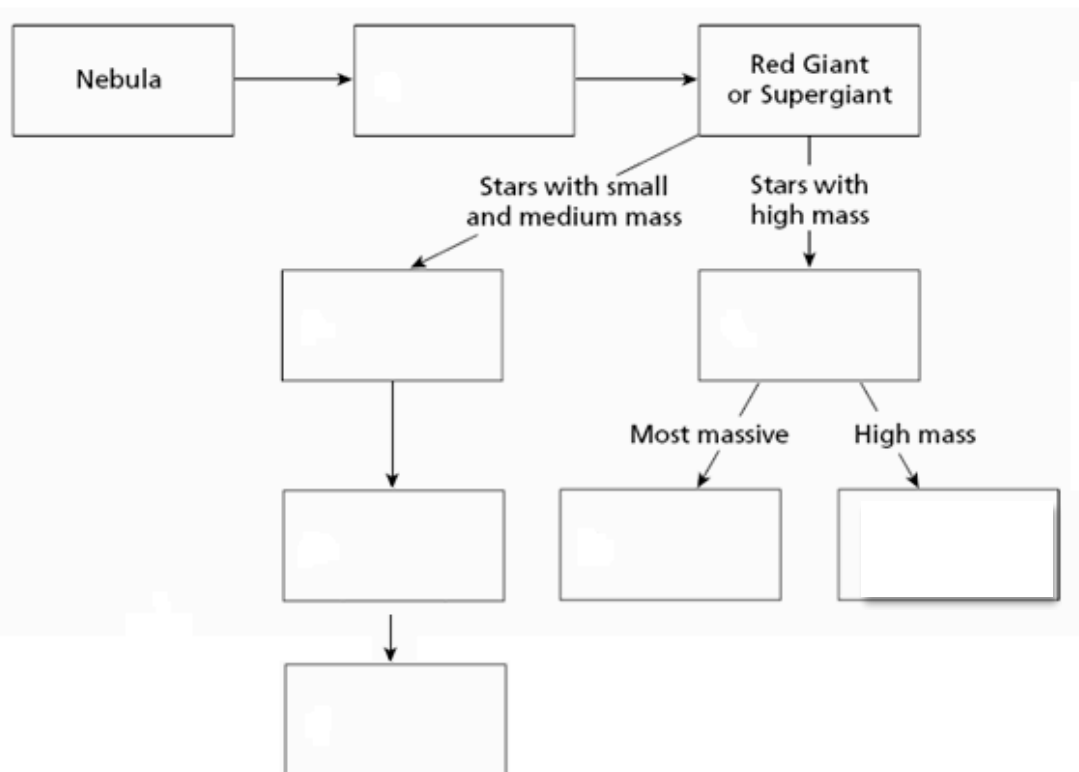 Nebula
Red Giant
or Supergiant
Stars with small
and medium mass
Stars with
high mass
Most massive
High mass